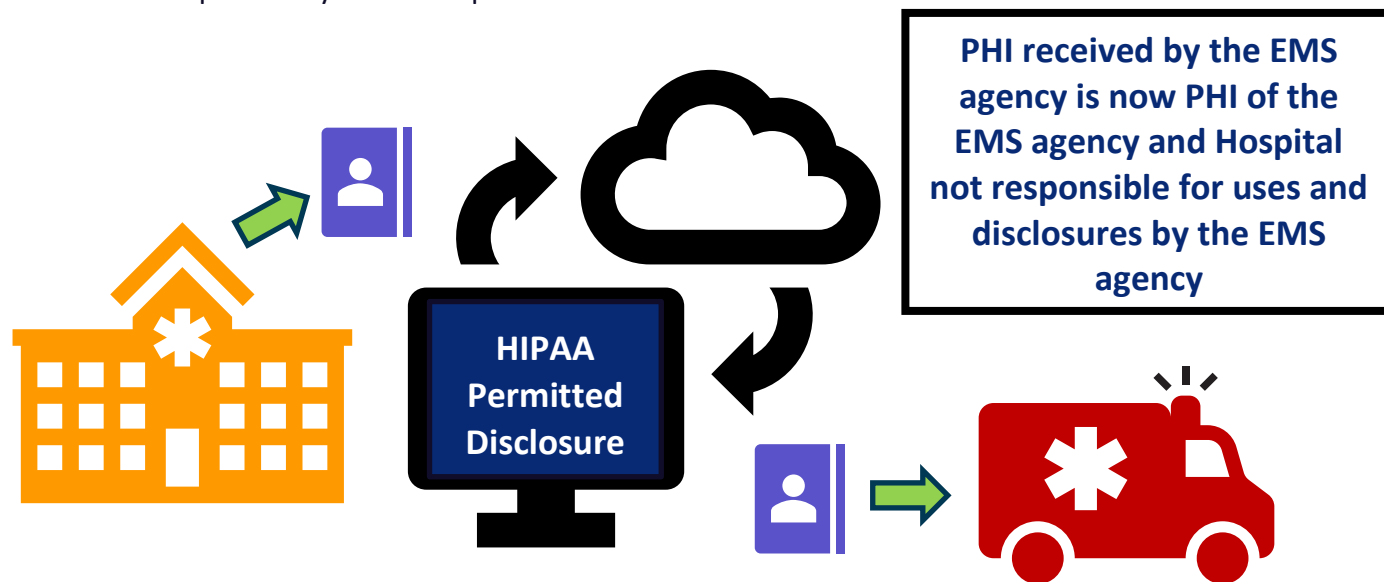 PHI received by the EMS
agency is now PHI of the
EMS agency and Hospital
not responsible for uses and
disclosures by the EMS
agency
HIPAA
Permitted
Disclosure